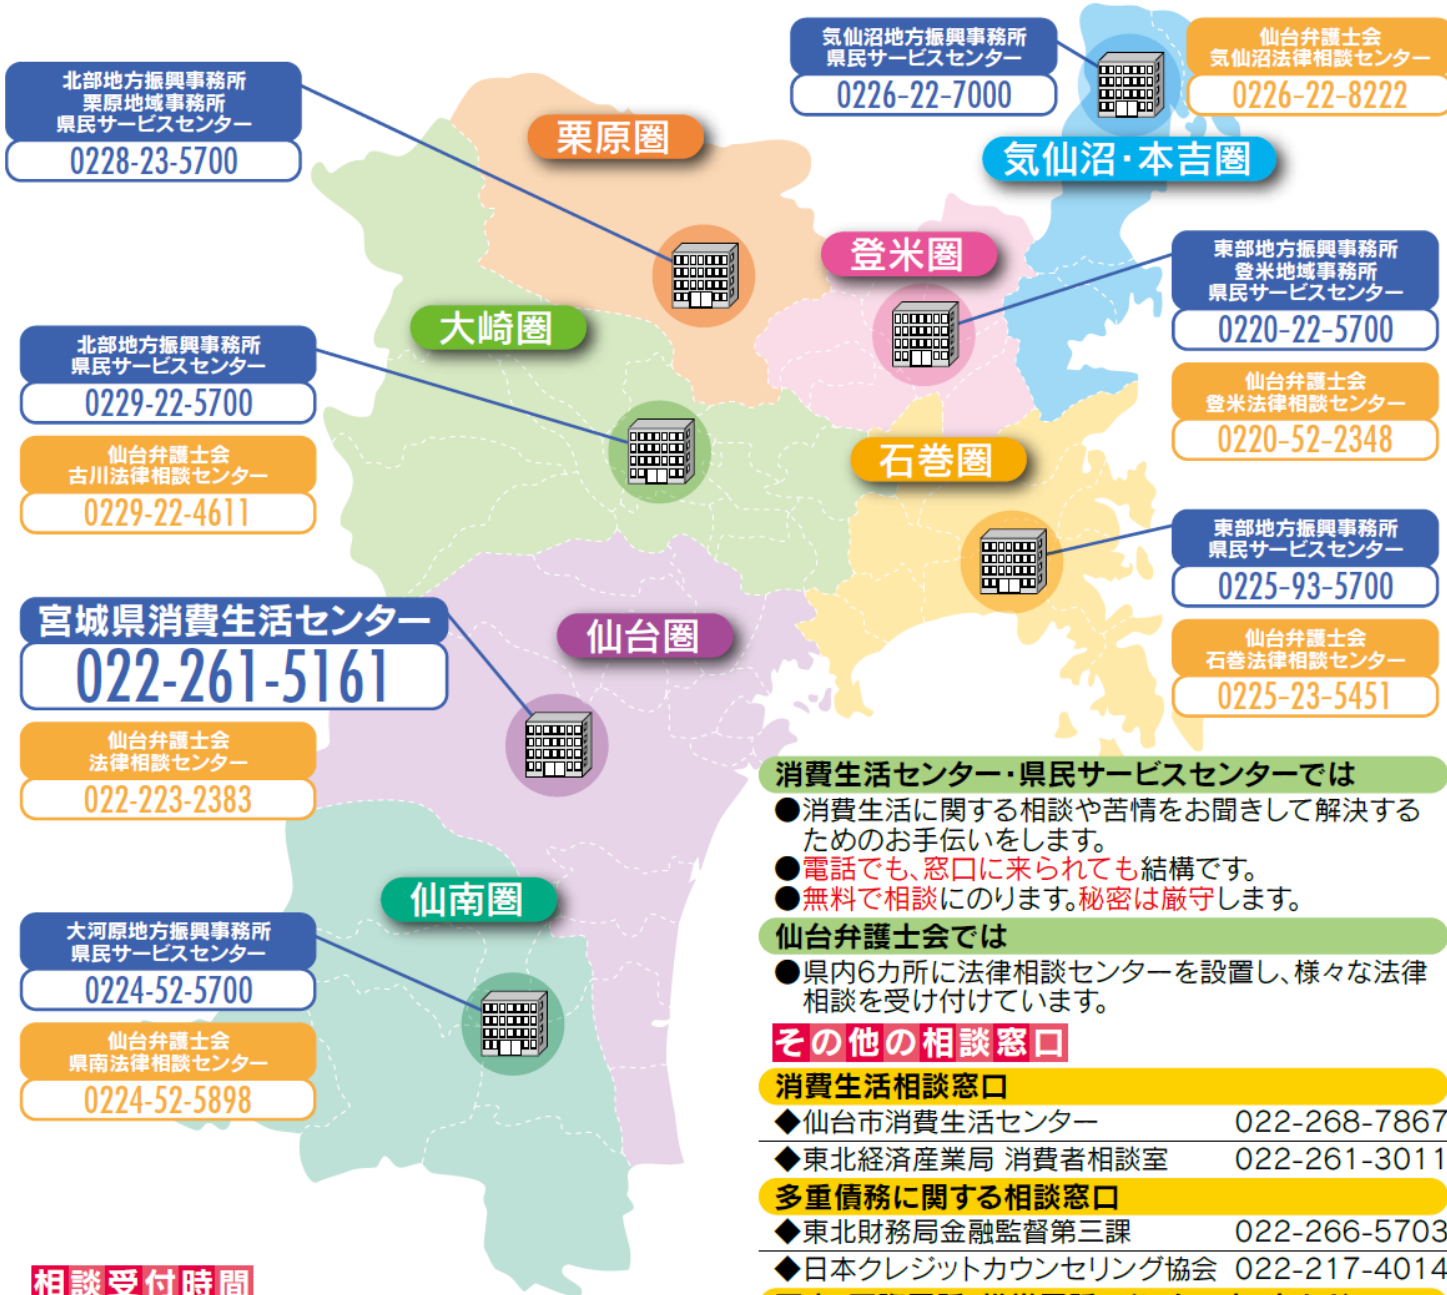 気仙沼地方振興事務所
県民サービスセンター
0226-22-7000
仙台弁護士会
気仙沼法律相談センター
0226-22-8222
北部地方振興事務所
栗原地域事務所
県民サービスセンター
0228-23-5700
栗原圏
気仙沼・本吉圏
登米圏
東部地方振興事務所
登米地域事務所
県民サービスセンター
0220-22-5700
仙台弁護士会
登米法律相談センター
0220-52-2348
大崎圏
北部地方振興事務所
県民サービスセンター
0229-22-5700
仙台弁護士会
古川法律相談センター
0229-22-4611
石巻圏
東部地方振興事務所
県民サービスセンター
0225-93-5700
仙台弁護士会
石巻法律相談センター
0225-23-5451
宮城県消費生活センター
022-261-5161
仙台圏
仙台弁護士会
法律相談センター
022-223-2383
仙南圏
大河原地方振興事務所
県民サービスセンター
0224-52-5700
仙台弁護士会
県南法律相談センター
0224-52-5898
消費生活センター・県民サービスセンターでは
●消費生活に関する相談や苦情をお聞きして解決する
ためのお手伝いをします。
●電話でも、窓口に来られても結構です。
●無料で相談にのります。秘密は厳守します。
仙台弁護士会では
●県内6カ所に法律相談センターを設置し、様々な法律
相談を受け付けています。
その他の相談窓口
消費生活相談窓口
◆仙台市消費生活センター 022-268-7867
◆東北経済産業局 消費者相談室 022-261-3011
多重債務に関する相談窓口
◆東北財務局金融監督第三課 022-266-5703
◆日本クレジットカウンセリング協会 022-217-4014
相談受付時間